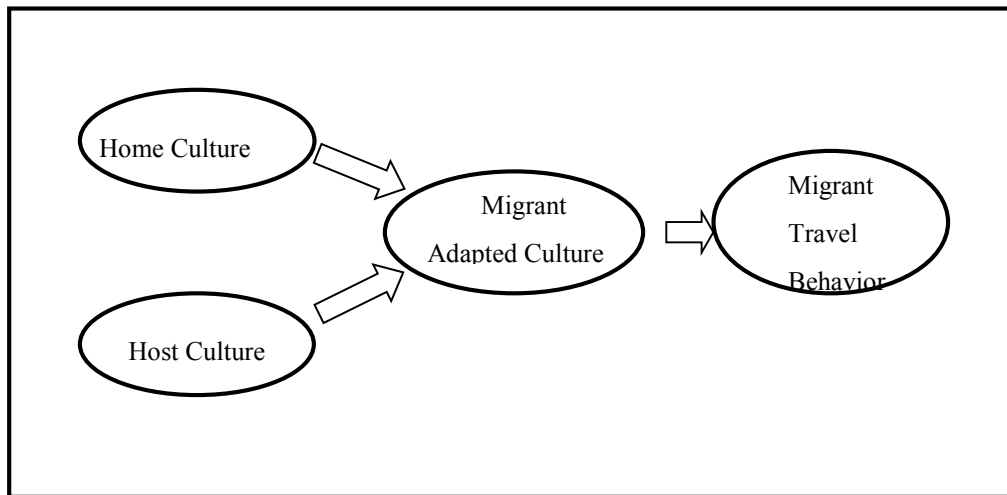 Home Culture
Migrant
Adapted Culture
Migrant
Travel
Behavior
Host Culture